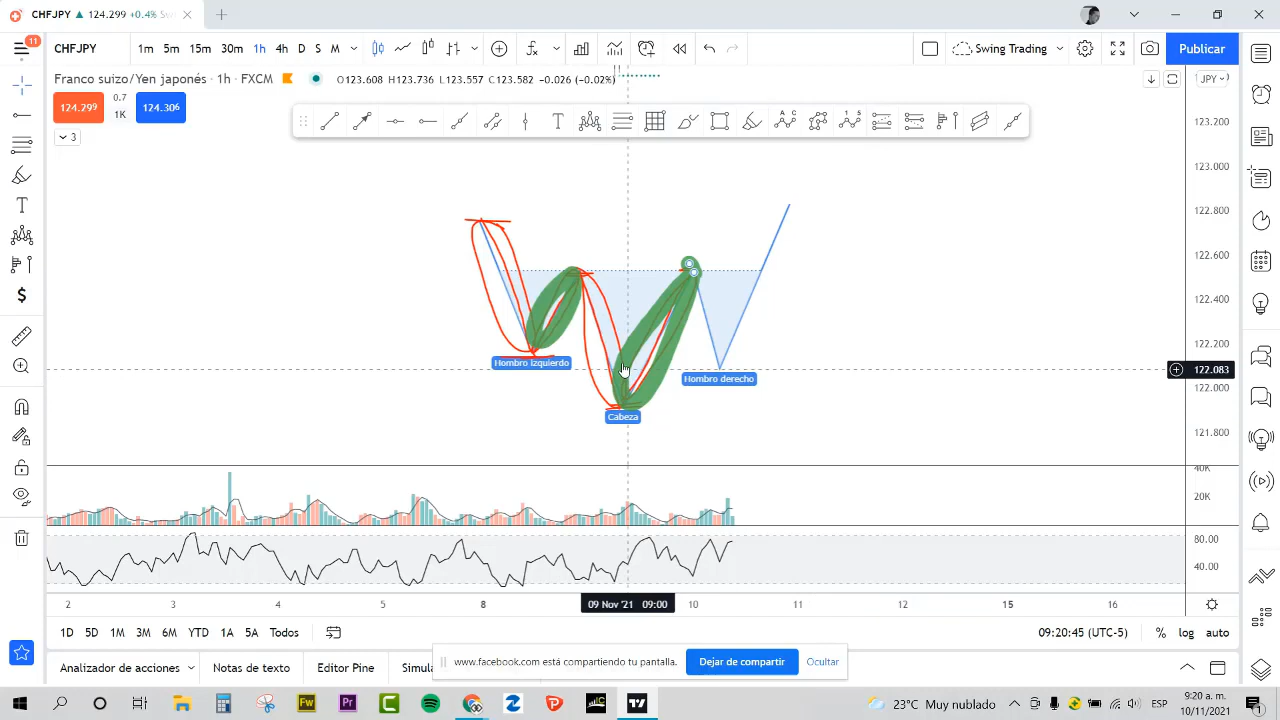 CHFJPY ▲ 124.299 +0.4%
11
CHFJPY
1m 5m 15m 30m 1h 4h D S M
Swing Trading
Publicar
Franco suizo/Yen japonés · 1h · FXCM
O123.608 H123.736 L123.557 C123.582 -0.026 (-0.02%)
JPY
124.299
0.7
1K
124.306
3
123.200
123.000
122.800
122.600
122.400
122.200
122.083
122.000
121.800
Hombro izquierdo
Hombro derecho
Cabeza
40K
20K
80.00
40.00
2 3 4 5 8 09 Nov '21 09:00 10 11 12 15 16
1D 5D 1M 3M 6M YTD 1A 5A Todos
09:20:45 (UTC-5) % log auto
Analizador de acciones
Notas de texto
Editor Pine
Simula
www.facebook.com está compartiendo tu pantalla.
Dejar de compartir
Ocultar
23°C Muy nublado
ESP
9:20 a. m.
10/11/2021